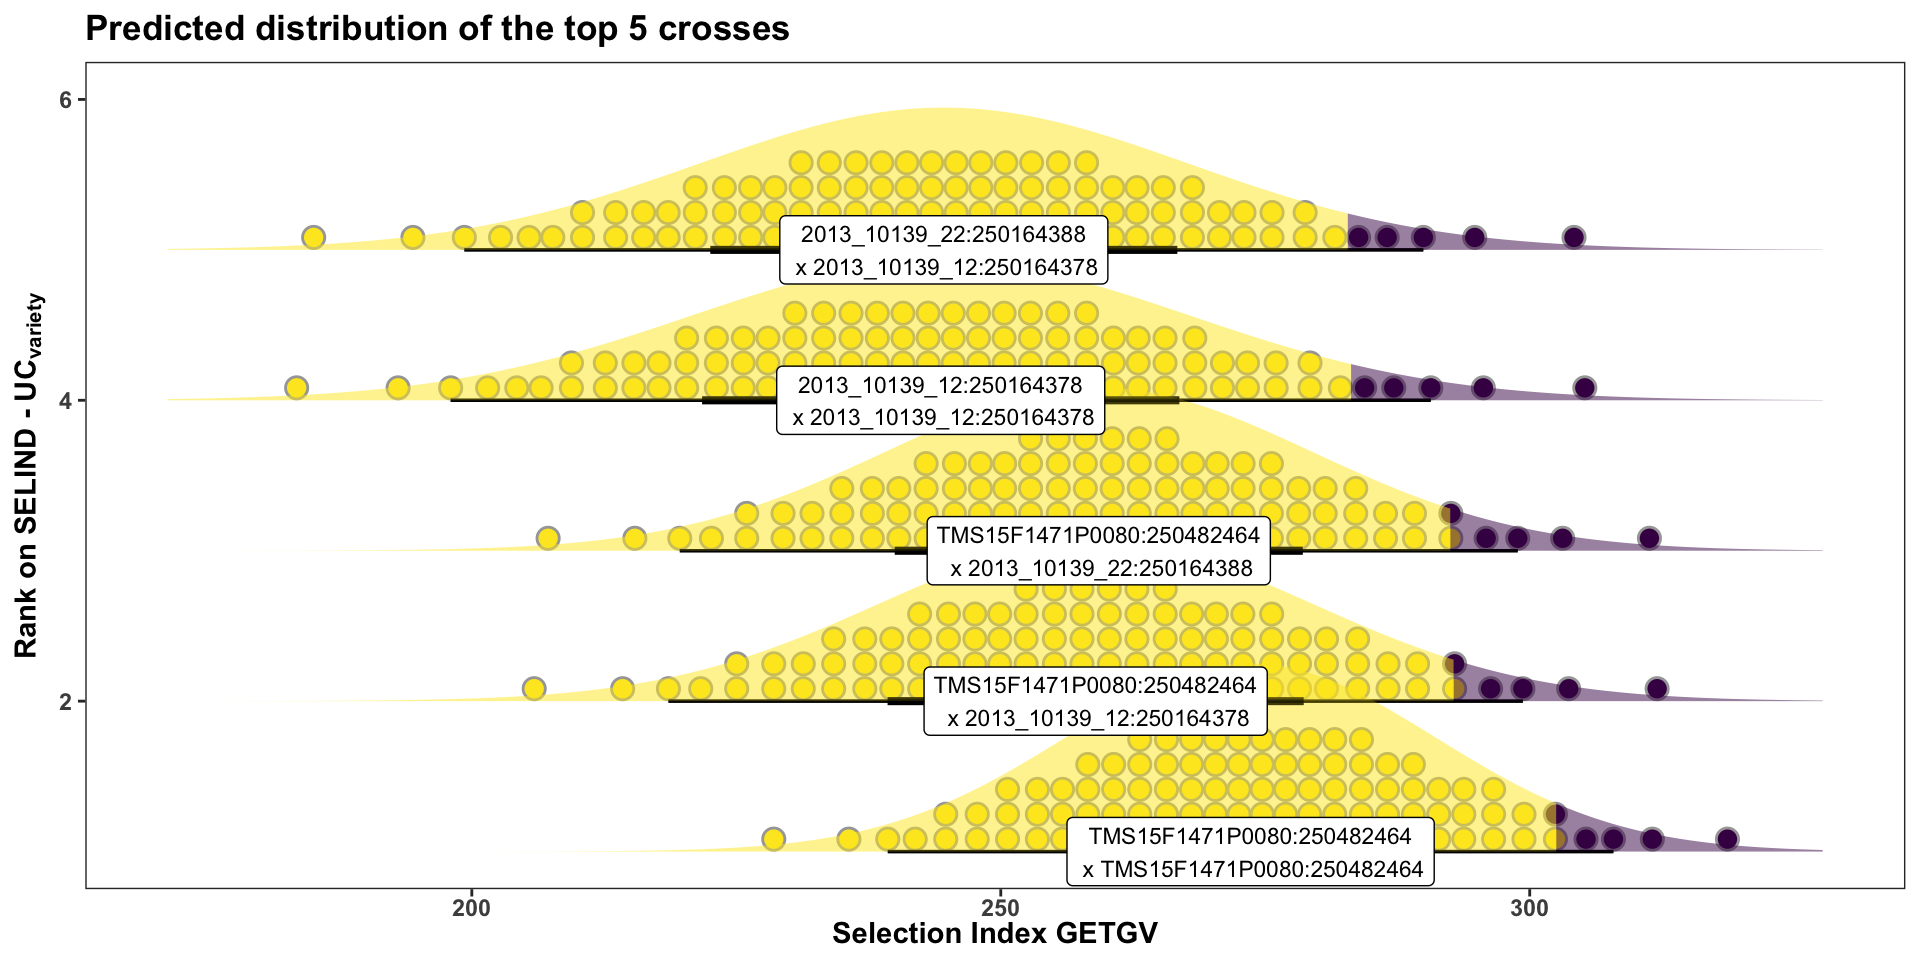 Predicted distribution of the top 5 crosses
Rank on SELIND - UCvariety
6
4
2
2013_10139_22:250164388
x 2013_10139_12:250164378
2013_10139_12:250164378
x 2013_10139_12:250164378
TMS15F1471P0080:250482464
x 2013_10139_22:250164388
TMS15F1471P0080:250482464
x 2013_10139_12:250164378
TMS15F1471P0080:250482464
x TMS15F1471P0080:250482464
200 250 300
Selection Index GETGV